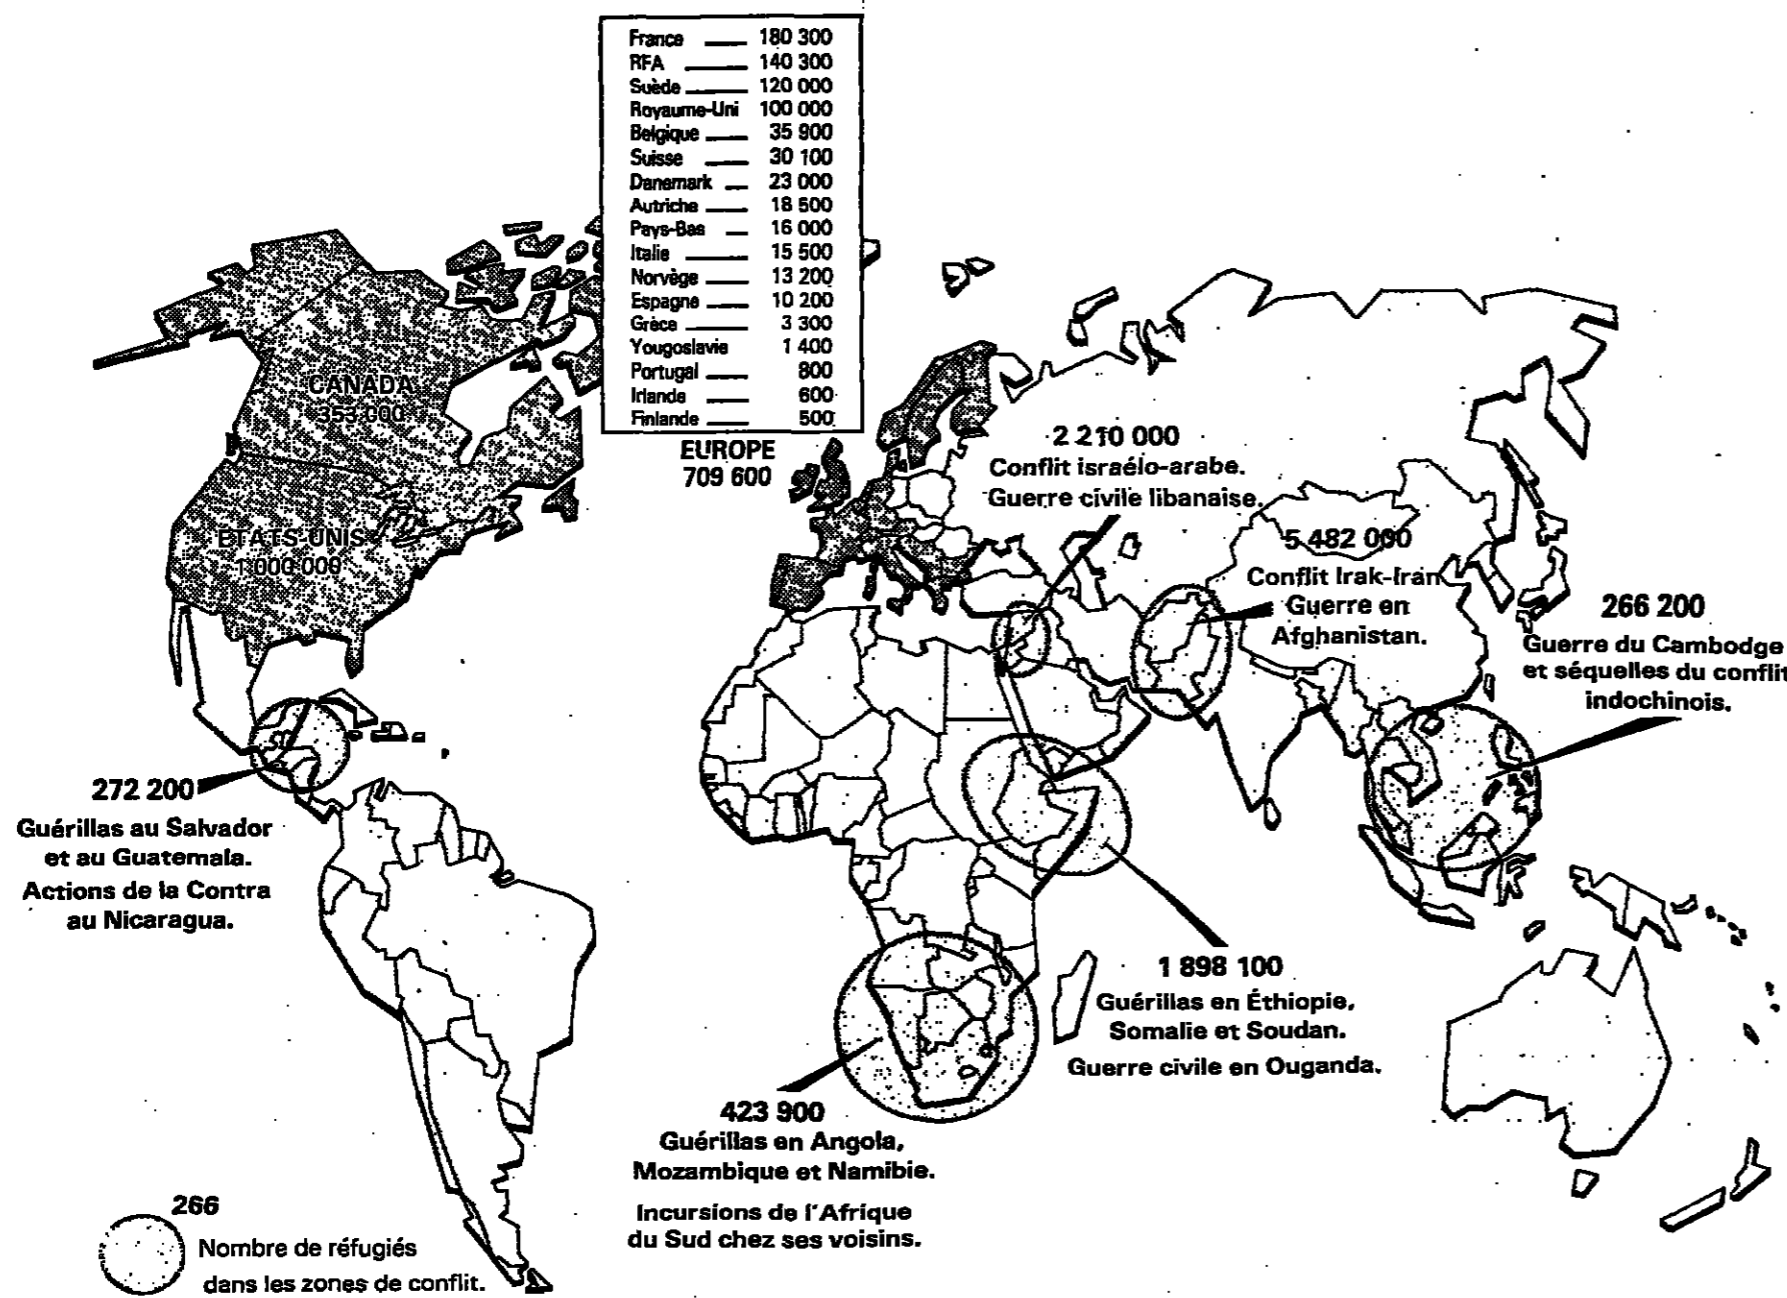 France 180 300
RFA 140 300
Suède 120 000
Royaume-Uni 100 000
Belgique 35 900
Suisse 30 100
Danemark 23 000
Autriche 18 500
Pays-Bas 16 000
Italie 15 500
Norvège 13 200
Espagne 10 200
Grèce 3 300
Yougoslavie 1 400
Portugal 800
Irlande 600
Finlande 500
EUROPE
709 600
CANADA
353 000
ÉTATS-UNIS
1 000 000
2 210 000
Conflit israélo-arabe.
Guerre civile libanaise.
5 482 000
Conflit Irak-Iran
Guerre en
Afghanistan.
266 200
Guerre du Cambodge
et séquelles du conflit
indochinois.
272 200
Guérillas au Salvador
et au Guatemala.
Actions de la Contra
au Nicaragua.
1 898 100
Guérillas en Éthiopie,
Somalie et Soudan.
Guerre civile en Ouganda.
423 900
Guérillas en Angola,
Mozambique et Namibie.
Incursions de l'Afrique
du Sud chez ses voisins.
266
Nombre de réfugiés
dans les zones de conflit.